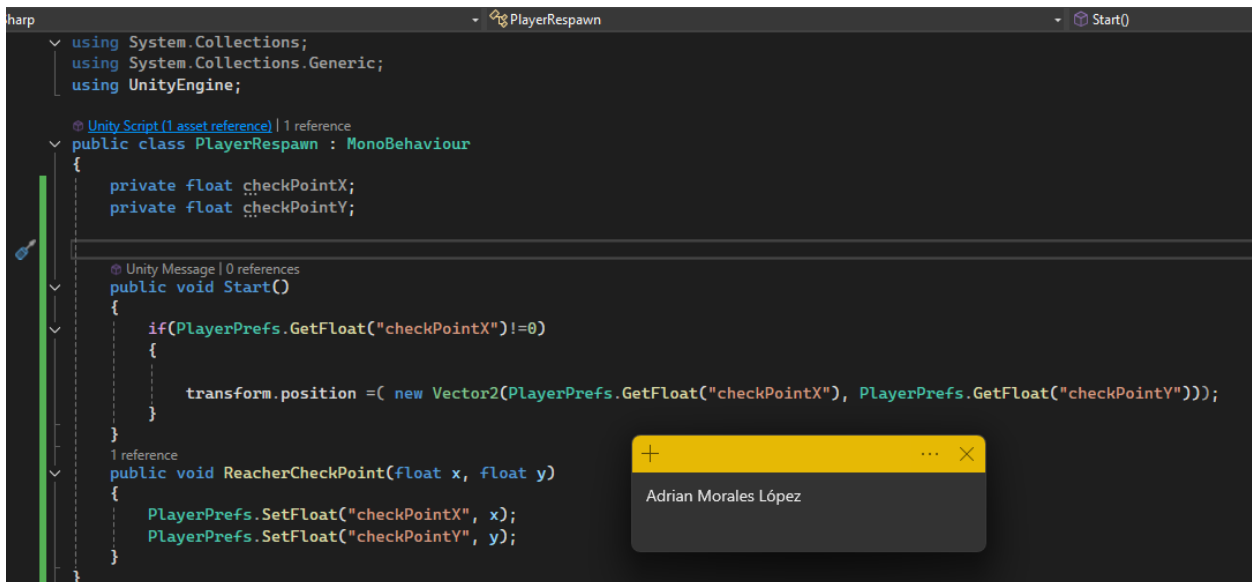 harp PlayerRespawn Start()
using System.Collections;
using System.Collections.Generic;
using UnityEngine;
Unity Script (1 asset reference) | 1 reference
public class PlayerRespawn : MonoBehaviour
{
private float checkPointX;
private float checkPointY;
Unity Message | 0 references
public void Start()
{
if(PlayerPrefs.GetFloat("checkPointX")!=0)
{
transform.position =( new Vector2(PlayerPrefs.GetFloat("checkPointX"), PlayerPrefs.GetFloat("checkPointY")));
}
}
1 reference
public void ReacherCheckPoint(float x, float y)
{
PlayerPrefs.SetFloat("checkPointX", x);
PlayerPrefs.SetFloat("checkPointY", y);
}
}
Adrian Morales López